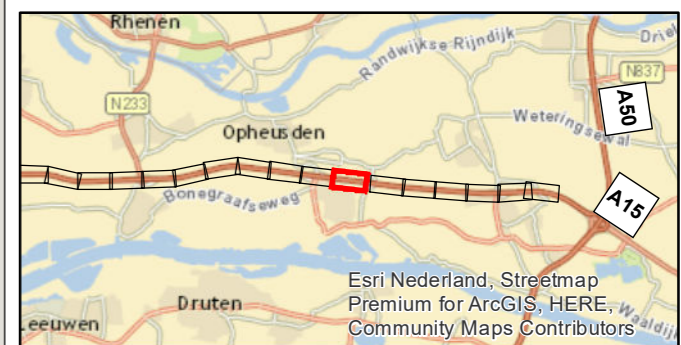 Rhenen
Randwijkse Rijndijk
Driel
N233
N837
A50
Opheusden
Weteringsewal
Bonegraafseweg
A15
Esri Nederland, Streetmap
Premium for ArcGIS, HERE,
Community Maps Contributors
Druten
Leeuwen
Waaldijk